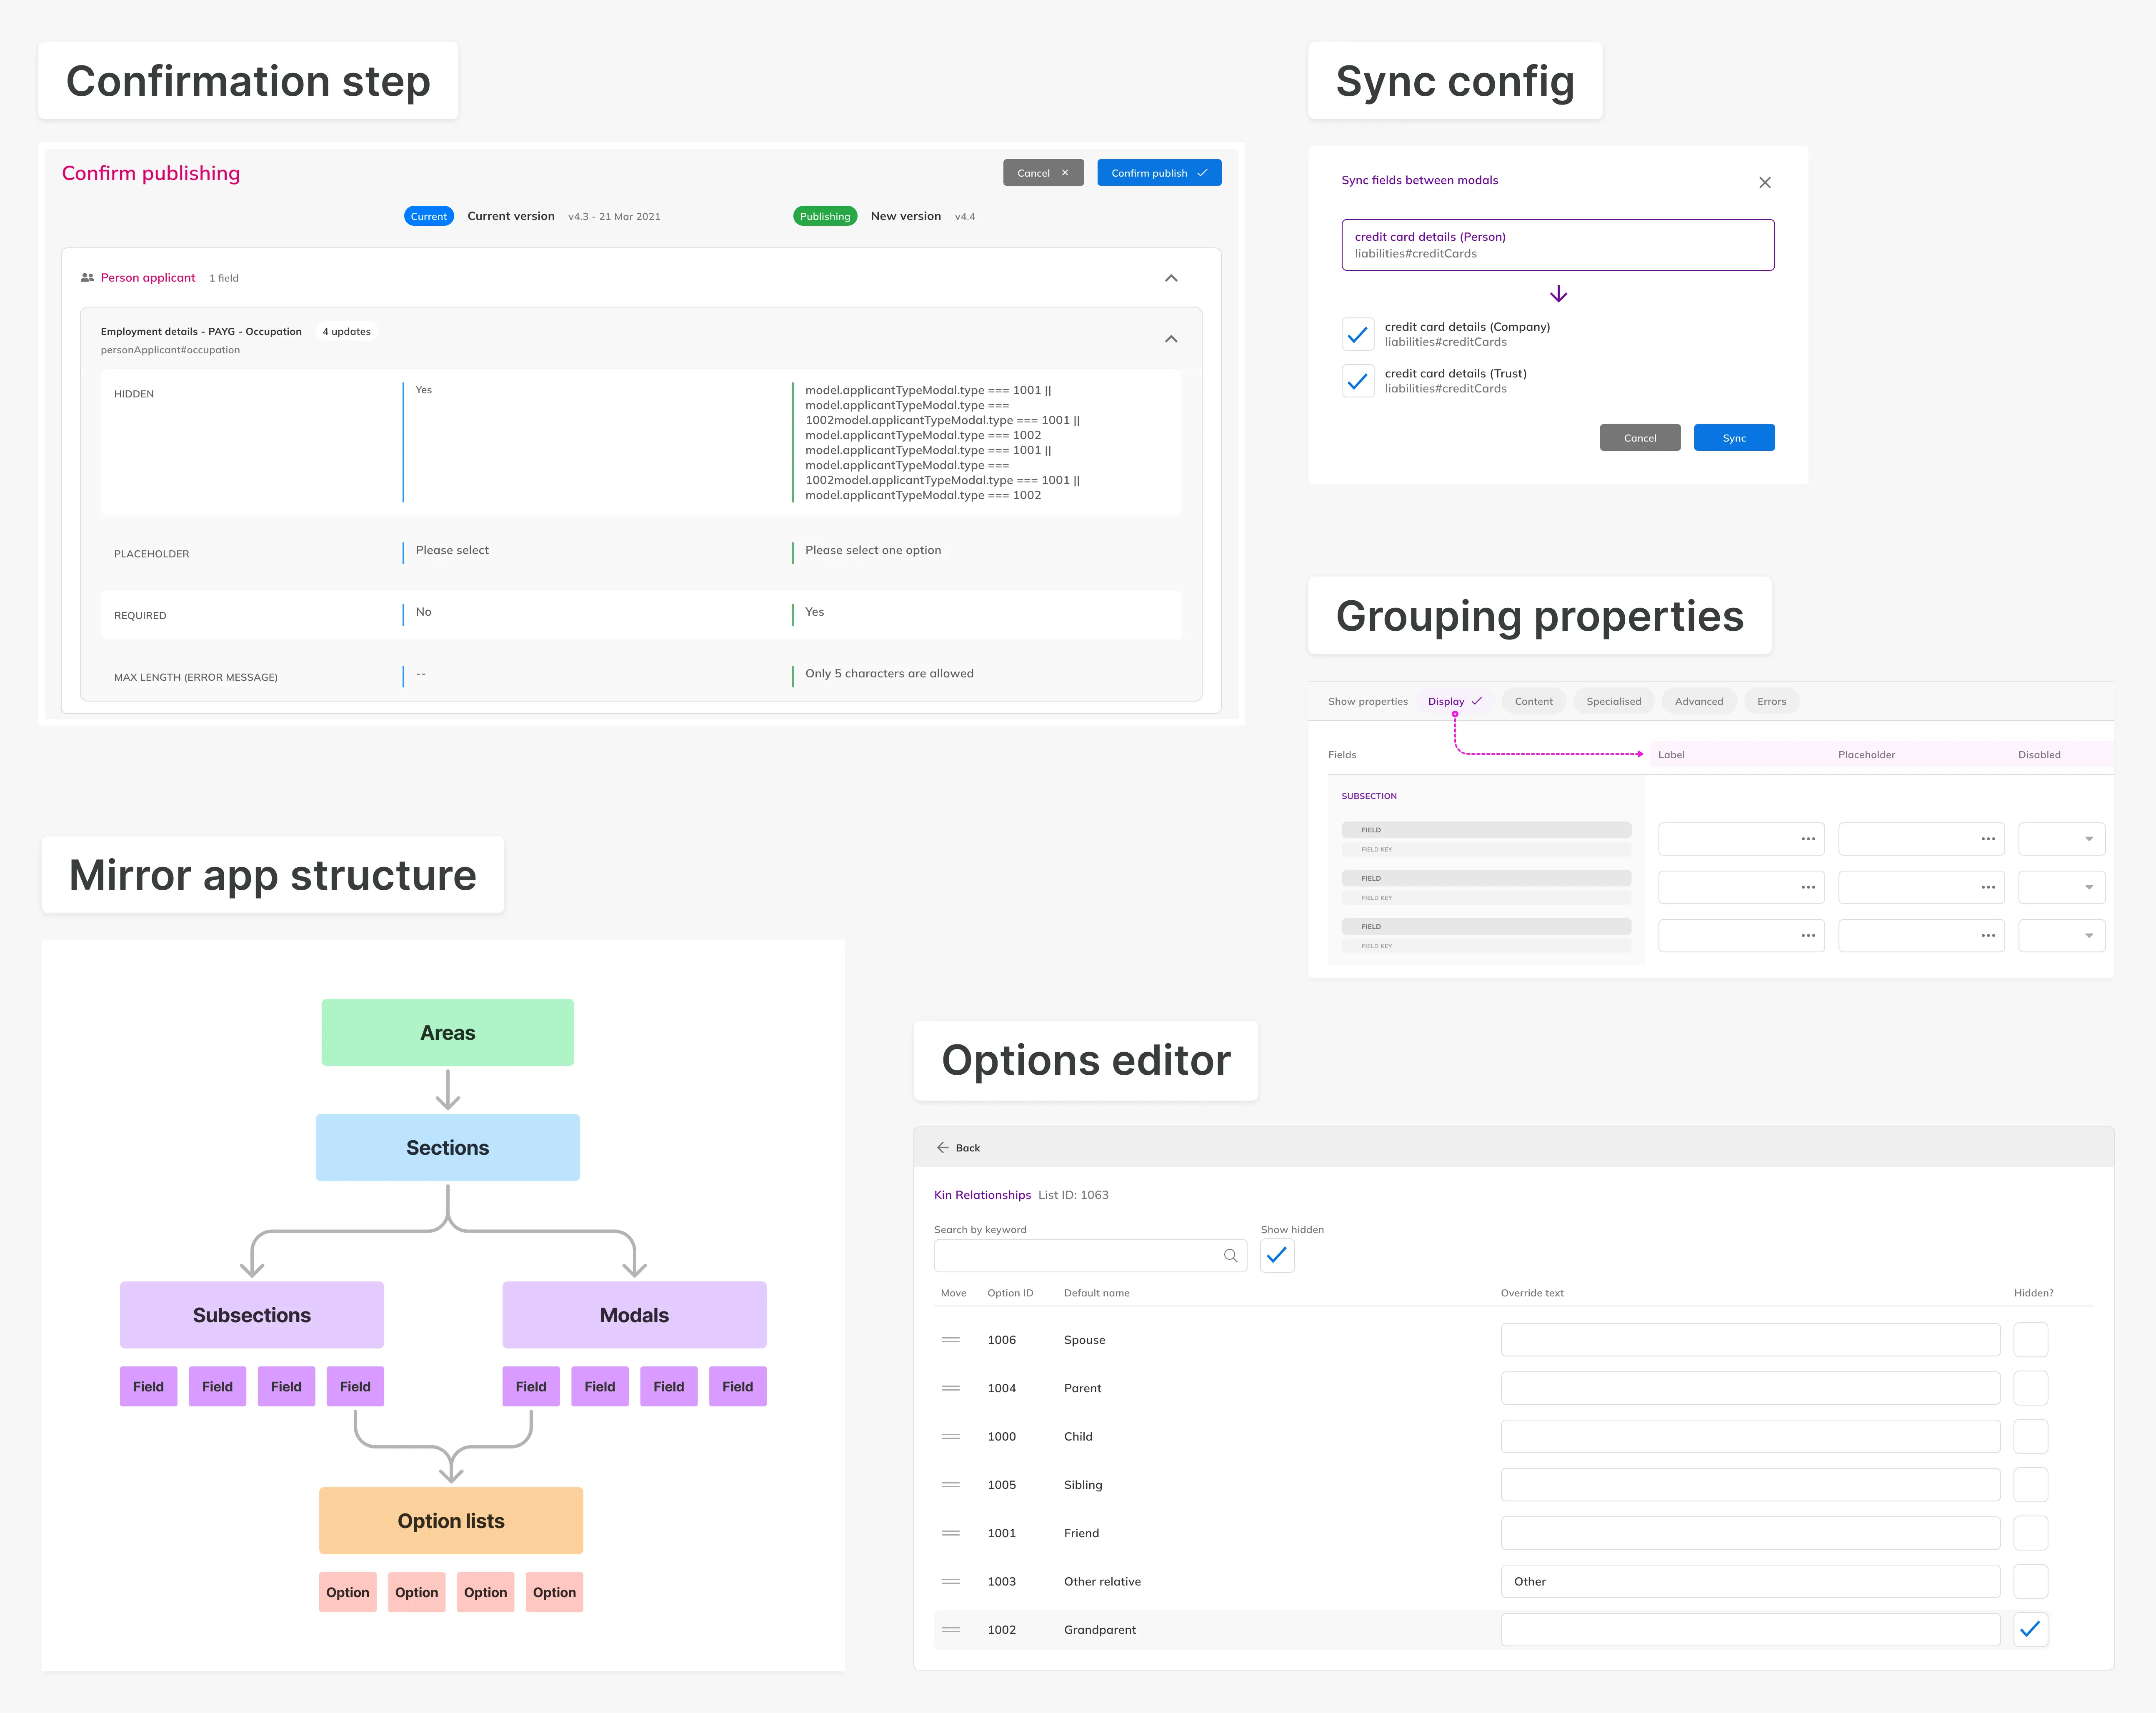 Confirmation step
Confirm publishing
Cancel
Confirm publish
Current
Current version
v4.3 - 21 Mar 2021
Publishing
New version
v4.4
Person applicant
1 field
Employment details - PAYG - Occupation
4 updates
personApplicant#occupation
HIDDEN
Yes
model.applicantTypeModal.type === 1001 ||
model.applicantTypeModal.type ===
1002model.applicantTypeModal.type === 1001 ||
model.applicantTypeModal.type === 1002
model.applicantTypeModal.type === 1001 ||
model.applicantTypeModal.type ===
1002model.applicantTypeModal.type === 1001 ||
model.applicantTypeModal.type === 1002
PLACEHOLDER
Please select
Please select one option
REQUIRED
No
Yes
MAX LENGTH (ERROR MESSAGE)
--
Only 5 characters are allowed
Sync config
Sync fields between modals
credit card details (Person)
liabilities#creditCards
credit card details (Company)
liabilities#creditCards
credit card details (Trust)
liabilities#creditCards
Cancel
Sync
Grouping properties
Show properties
Display
Content
Specialised
Advanced
Errors
Fields
Label
Placeholder
Disabled
SUBSECTION
FIELD
FIELD KEY
FIELD
FIELD KEY
FIELD
FIELD KEY
Mirror app structure
Areas
Sections
Subsections
Modals
Field
Field
Field
Field
Field
Field
Field
Field
Option lists
Option
Option
Option
Option
Options editor
Back
Kin Relationships
List ID: 1063
Search by keyword
Show hidden
Move
Option ID
Default name
Override text
Hidden?
1006
Spouse
1004
Parent
1000
Child
1005
Sibling
1001
Friend
1003
Other relative
Other
1002
Grandparent